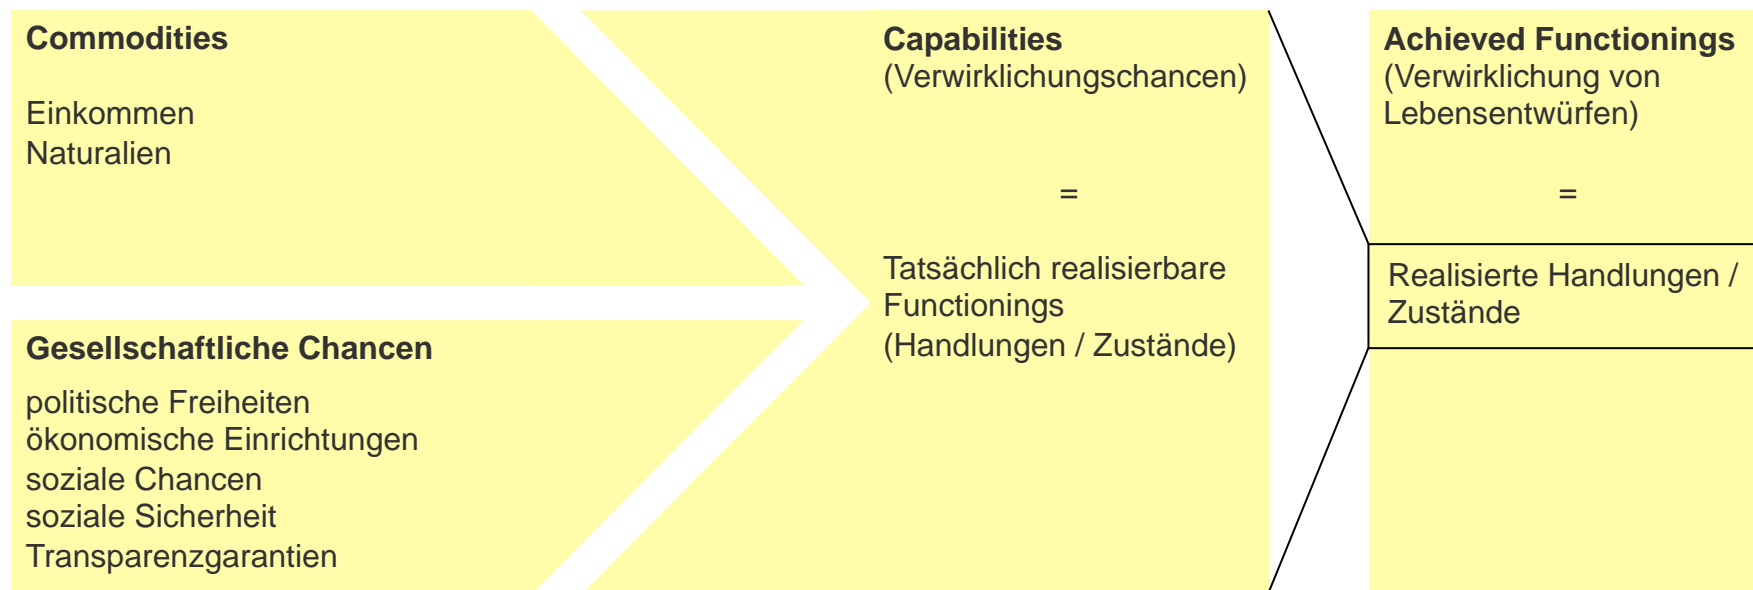 Commodities
Einkommen
Naturalien
Gesellschaftliche Chancen
politische Freiheiten
ökonomische Einrichtungen
soziale Chancen
soziale Sicherheit
Transparenzgarantien
Capabilities
(Verwirklichungschancen)
=
Tatsächlich realisierbare
Functionings
(Handlungen / Zustände)
Achieved Functionings
(Verwirklichung von
Lebensentwürfen)
=
Realisierte Handlungen /
Zustände